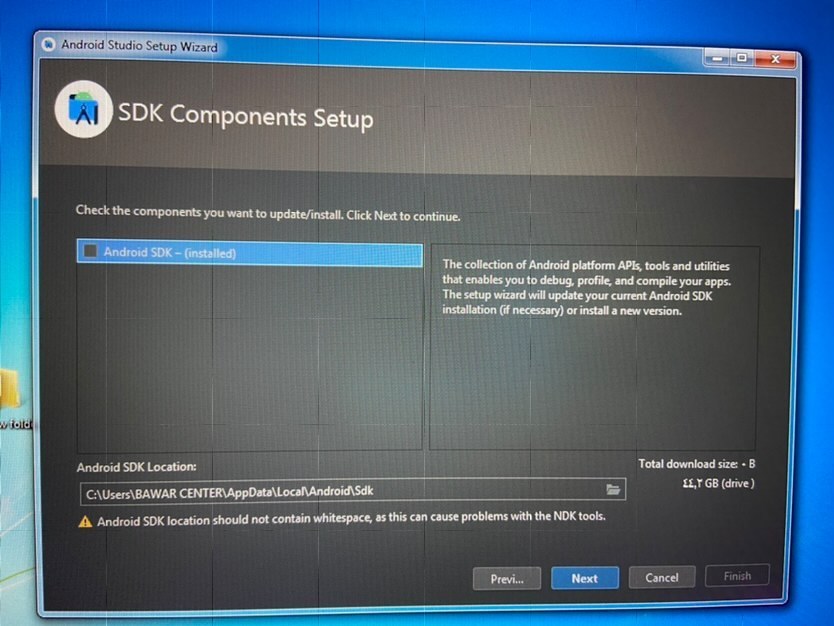 Android Studio Setup Wizard
SDK Components Setup
Check the components you want to update/install. Click Next to continue.
Android SDK – (installed)
The collection of Android platform APIs, tools and utilities
that enables you to debug, profile, and compile your apps.
The setup wizard will update your current Android SDK
installation (if necessary) or install a new version.
Android SDK Location:
C:\Users\BAWAR CENTER\AppData\Local\Android\Sdk
Total download size: ٠ B
٤٤,٢ GB (drive )
Android SDK location should not contain whitespace, as this can cause problems with the NDK tools.
Previ...
Next
Cancel
Finish